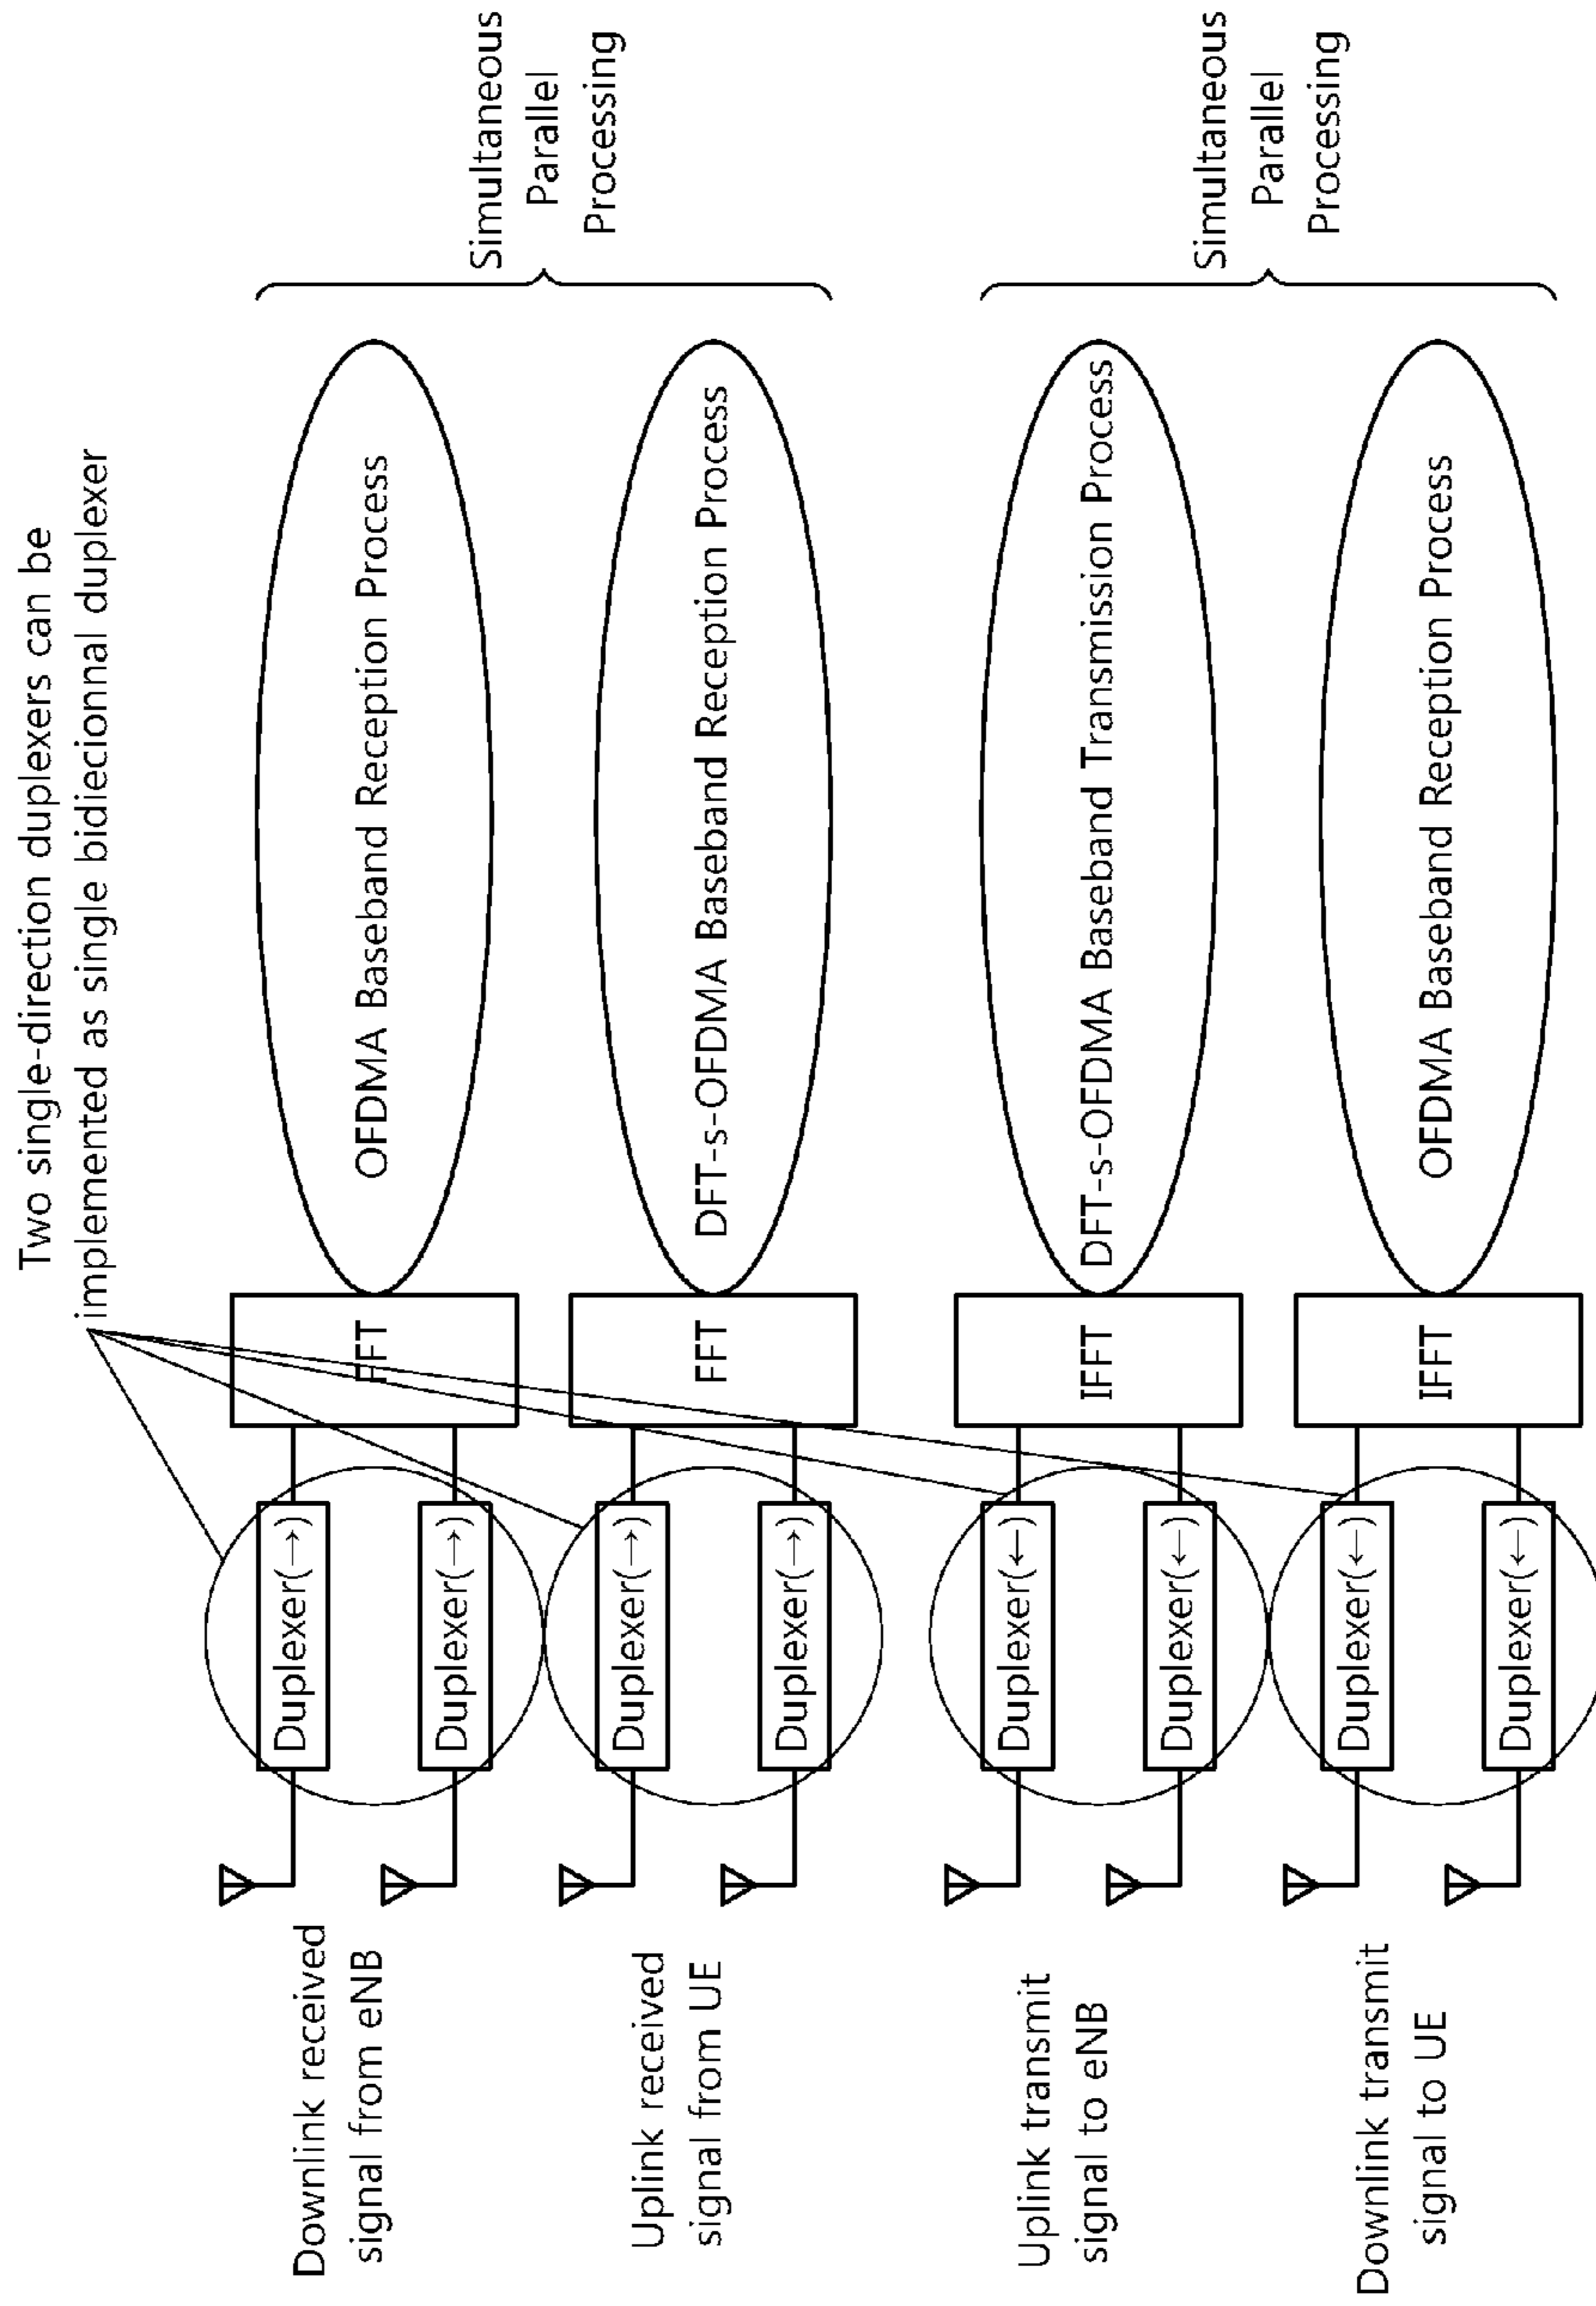 Two single-direction duplexers can be
implemented as single bidiecionnal duplexer
Downlink received
signal from eNB
Duplexer(→)
Duplexer(→)
FFT
OFDMA Baseband Reception Process
Uplink received
signal from UE
Duplexer(→)
Duplexer(→)
FFT
DFT-s-OFDMA Baseband Reception Process
Simultaneous
Parallel
Processing
Uplink transmit
signal to eNB
Duplexer(←)
Duplexer(←)
IFFT
DFT-s-OFDMA Baseband Transmission Process
Downlink transmit
signal to UE
Duplexer(←)
Duplexer(←)
IFFT
OFDMA Baseband Reception Process
Simultaneous
Parallel
Processing